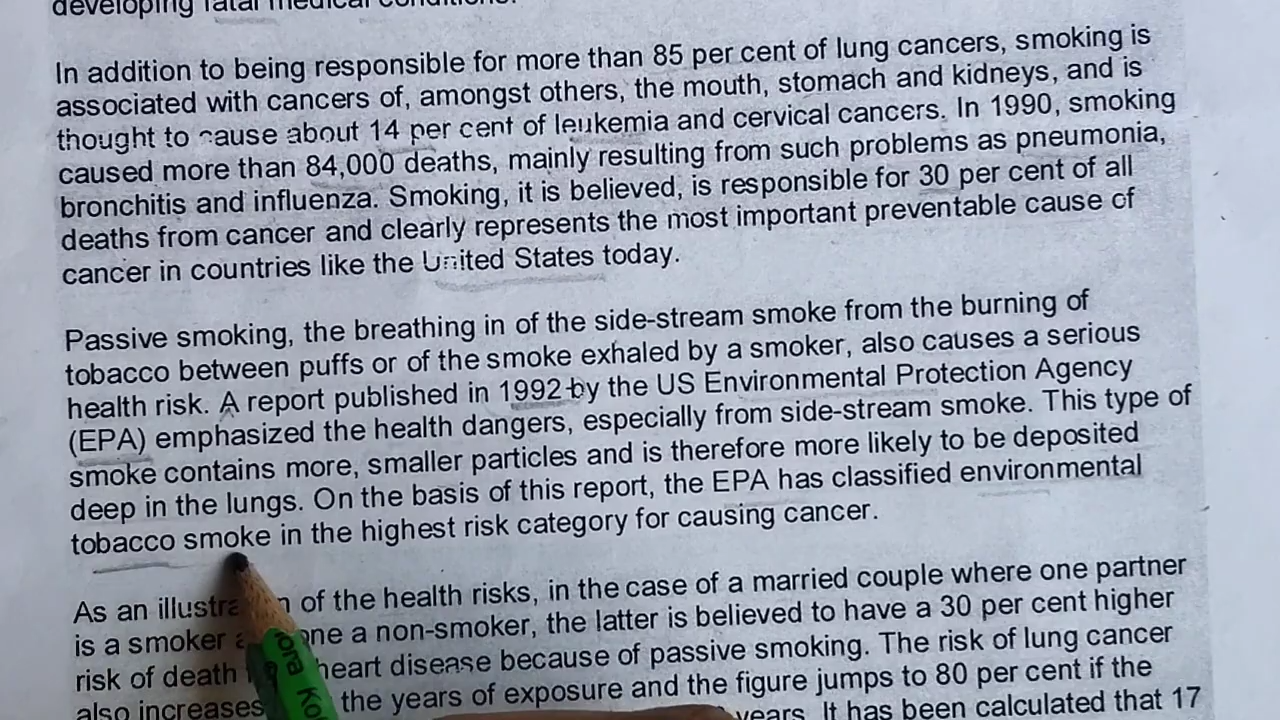 developing fatal medical conditions.
In addition to being responsible for more than 85 per cent of lung cancers, smoking is
associated with cancers of, amongst others, the mouth, stomach and kidneys, and is
thought to cause about 14 per cent of leukemia and cervical cancers. In 1990, smoking
caused more than 84,000 deaths, mainly resulting from such problems as pneumonia,
bronchitis and influenza. Smoking, it is believed, is responsible for 30 per cent of all
deaths from cancer and clearly represents the most important preventable cause of
cancer in countries like the United States today.
Passive smoking, the breathing in of the side-stream smoke from the burning of
tobacco between puffs or of the smoke exhaled by a smoker, also causes a serious
health risk. A report published in 1992 by the US Environmental Protection Agency
(EPA) emphasized the health dangers, especially from side-stream smoke. This type of
smoke contains more, smaller particles and is therefore more likely to be deposited
deep in the lungs. On the basis of this report, the EPA has classified environmental
tobacco smoke in the highest risk category for causing cancer.
As an of the health risks, in the case of a married couple where one partner
is a smoker one a non-smoker, the latter is believed to have a 30 per cent higher
risk of death heart disease because of passive smoking. The risk of lung cancer
also increases the years of exposure and the figure jumps to 80 per cent if the
years. It has been calculated that 17